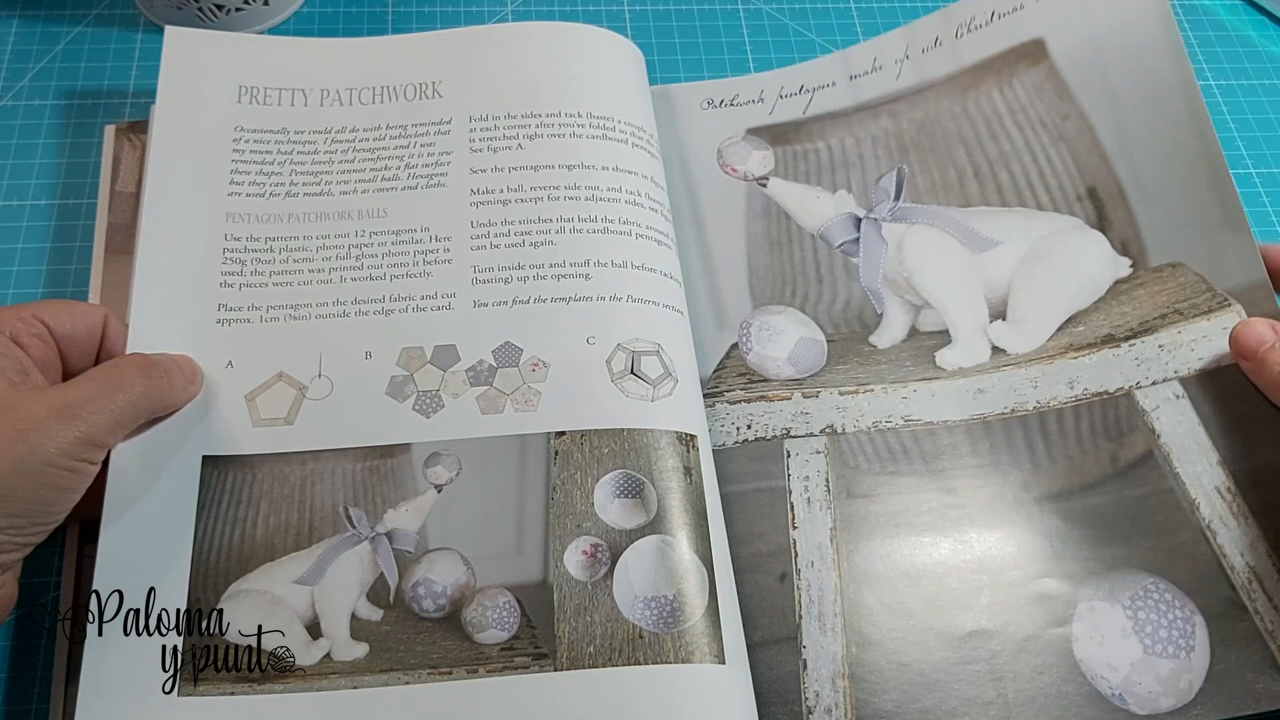 PRETTY PATCHWORK
Occasionally we could all do with being reminded
of a nice technique. I found an old tablecloth that
my mum had made out of hexagons and I was
reminded of how lovely and comforting it is to sew
these shapes. Pentagons cannot make a flat surface
but they can be used to sew small balls. Hexagons
are used for flat models, such as covers and cloths.
PENTAGON PATCHWORK BALLS
Use the pattern to cut out 12 pentagons in
patchwork plastic, photo paper or similar. Here
250g (9oz) of semi- or full-gloss photo paper is
used; the pattern was printed out onto it before
the pieces were cut out. It worked perfectly.
Place the pentagon on the desired fabric and cut
approx. 1cm (⅜in) outside the edge of the card.
Fold in the sides and tack (baste) a couple of
at each corner after you've folded so that the
is stretched tight over the cardboard
See figure A.
Sew the pentagons together, as shown in
Make a ball, reverse side out, and tack
openings except for two adjacent sides, see
Undo the stitches that held the fabric around
card and ease out all the cardboard
can be used again.
Turn inside out and stuff the ball before
(basting) up the opening.
You can find the templates in the Patterns section.
A
B
C
Patchwork pentagons make up into Christmas
Paloma
y punto